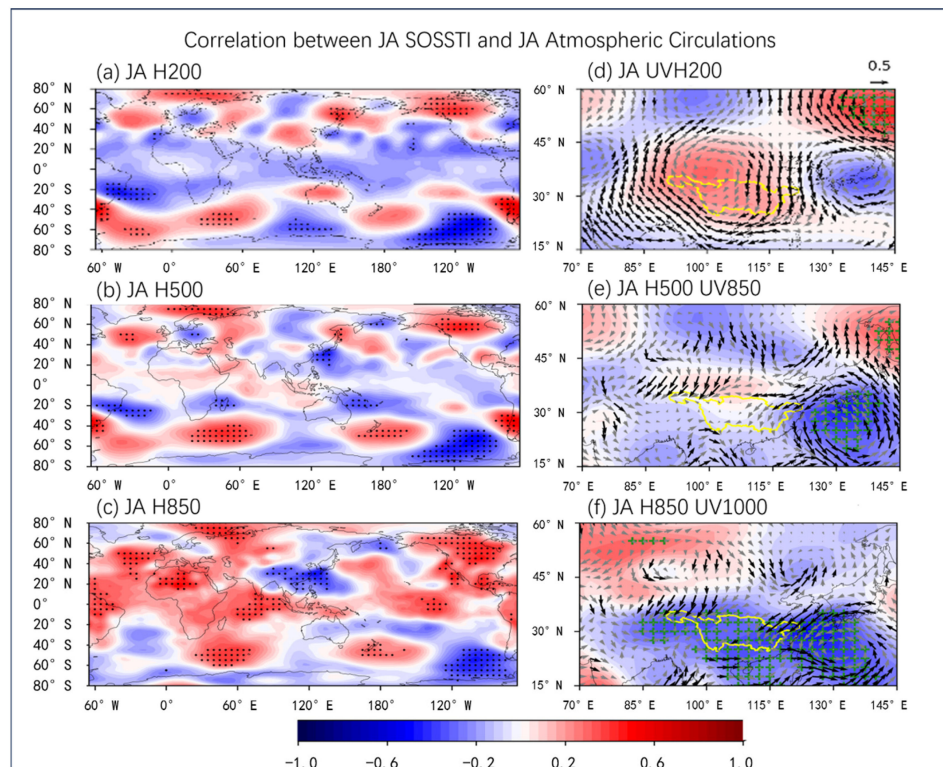 Correlation between JA SOSSTI and JA Atmospheric Circulations
(a) JA H200
80° N
60 N
40 N
20 N
0°
20 S
40 S
60 S
80° S
60° W
0°
60° E
120° E
180°
120° W
(b) JA H500
80° N
60 N
40 N
20 N
0°
20° S
40° S
60° S
80° S
60° W
0°
60° E
120° E
180°
120° W
(c) JA H850
80° N
60 N
40 N
20 N
0°
20° S
40° S
60° S
80° S
60° W
0°
60° E
120° E
180°
120° W
(d) JA UVH200
0.5
60° N
45° N
30° N
15° N
70° E
85° E
100° E
115° E
130° E
145° E
(e) JA H500 UV850
60° N
45° N
30° N
15° N
70° E
85° E
100° E
115° E
130° E
145° E
(f) JA H850 UV1000
60° N
45° N
30° N
15° N
70° E
85° E
100° E
115° E
130° E
145° E
-1.0 -0.6 -0.2 0.2 0.6 1.0